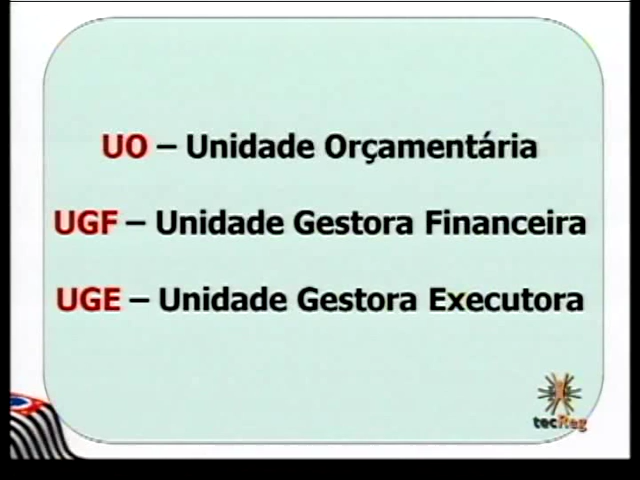 UO – Unidade Orçamentária
UGF – Unidade Gestora Financeira
UGE – Unidade Gestora Executora
tecReg